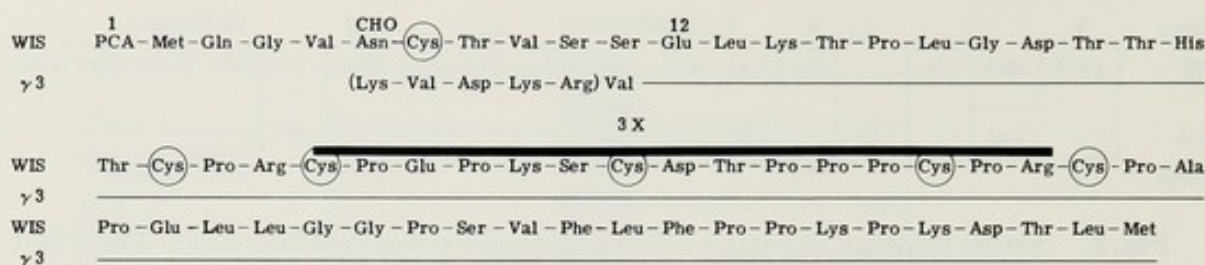 1 CHO 12
WIS PCA-Met-Gln-Gly-Val-Asn-Cys-Thr-Val-Ser-Ser-Glu-Leu-Lys-Thr-Pro-Leu-Gly-Asp-Thr-Thr-His
γ3 (Lys-Val-Asp-Lys-Arg) Val
3 X
WIS Thr-Cys-Pro-Arg-Cys-Pro-Glu-Pro-Lys-Ser-Cys-Asp-Thr-Pro-Pro-Pro-Cys-Pro-Arg-Cys-Pro-Ala
γ3
WIS Pro-Glu-Leu-Leu-Gly-Gly-Pro-Ser-Val-Phe-Leu-Phe-Pro-Pro-Lys-Pro-Lys-Asp-Thr-Leu-Met
γ3